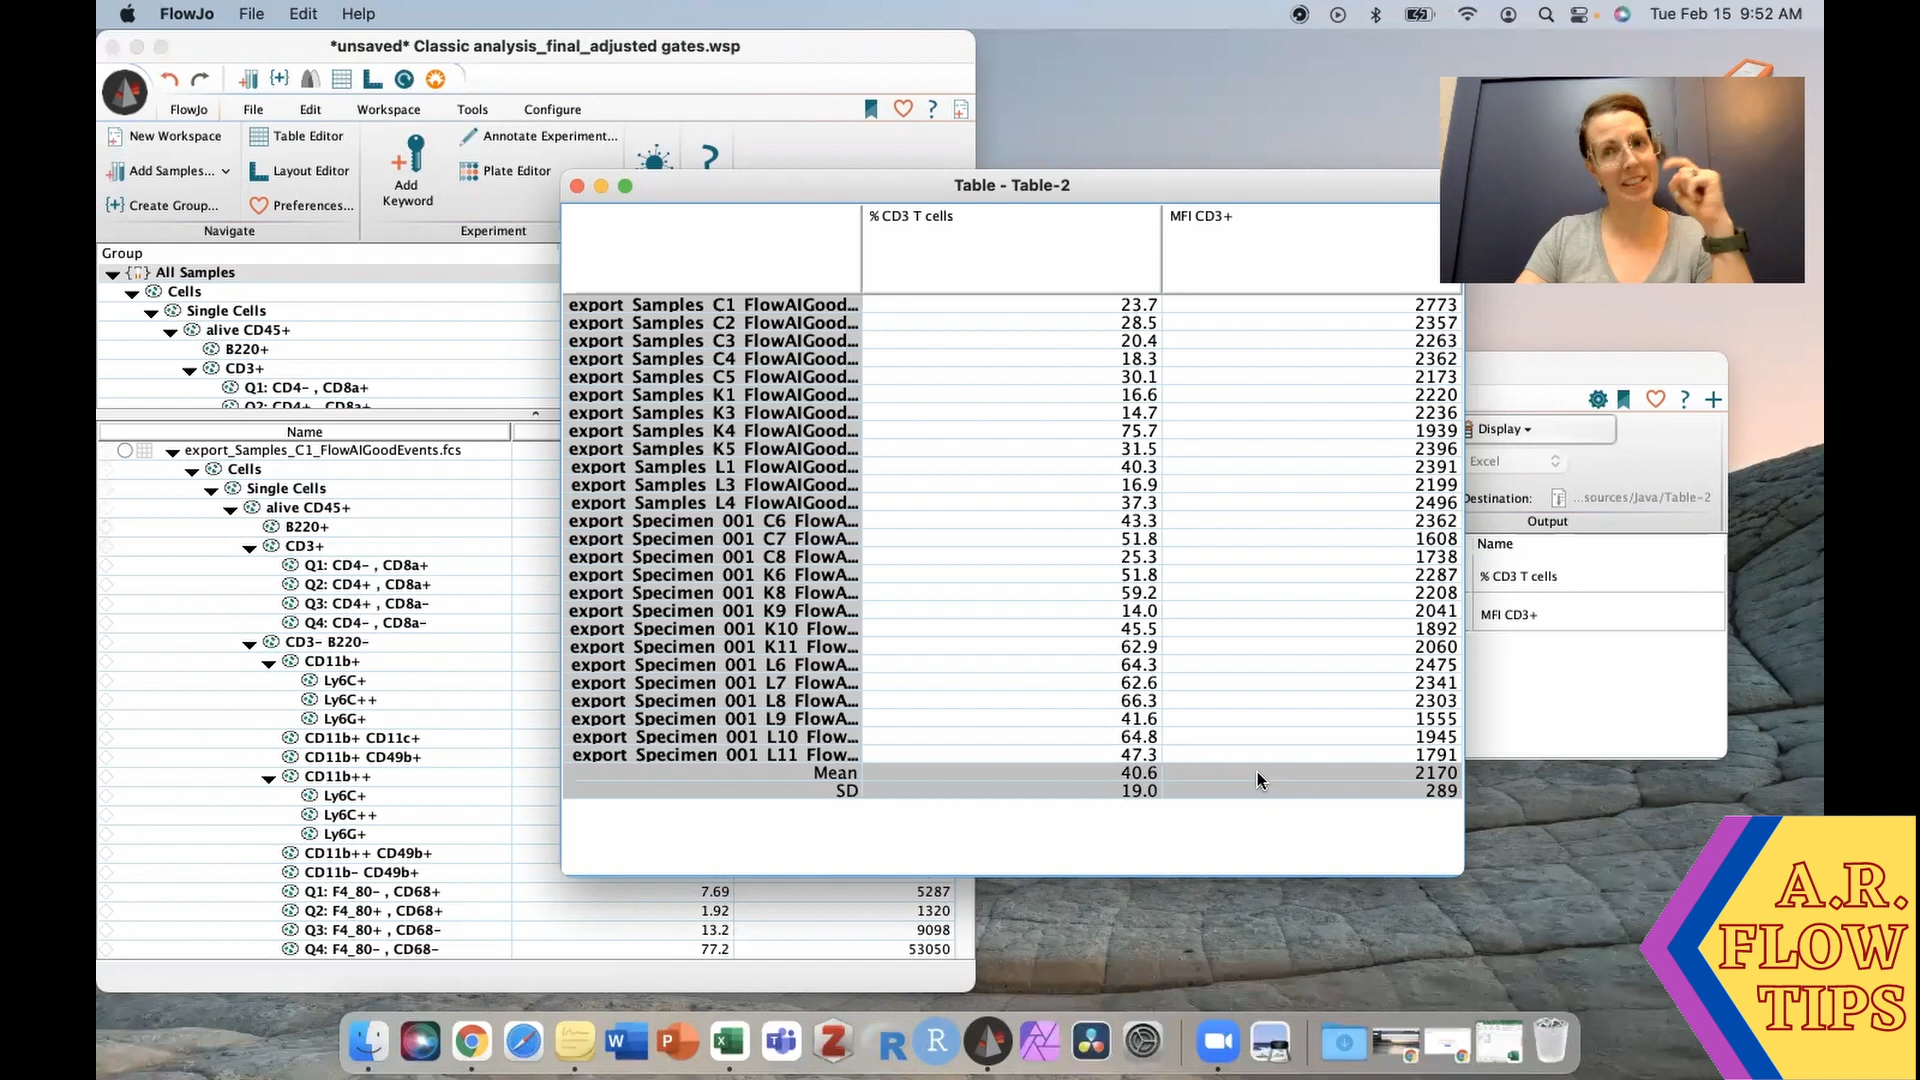 FlowJo File Edit Help
Tue Feb 15 9:52 AM
*unsaved* Classic analysis_final_adjusted gates.wsp
FlowJo File Edit Workspace Tools Configure
New Workspace
Table Editor
Annotate Experiment...
Add Samples...
Layout Editor
Add Keyword
Plate Editor
Create Group...
Preferences...
Navigate
Experiment
Group
All Samples
Cells
Single Cells
alive CD45+
B220+
CD3+
Q1: CD4- , CD8a+
Q2: CD4+ , CD8a+
Name
export_Samples_C1_FlowAIGoodEvents.fcs
Cells
Single Cells
alive CD45+
B220+
CD3+
Q1: CD4- , CD8a+
Q2: CD4+ , CD8a+
Q3: CD4+ , CD8a-
Q4: CD4- , CD8a-
CD3- B220-
CD11b+
Ly6C+
Ly6C++
Ly6G+
CD11b+ CD11c+
CD11b+ CD49b+
CD11b++
Ly6C+
Ly6C++
Ly6G+
CD11b++ CD49b+
CD11b- CD49b+
Q1: F4_80- , CD68+ 7.69 5287
Q2: F4_80+ , CD68+ 1.92 1320
Q3: F4_80+ , CD68- 13.2 9098
Q4: F4_80- , CD68- 77.2 53050
Table - Table-2
% CD3 T cells MFI CD3+
export Samples C1 FlowAIGood... 23.7 2773
export Samples C2 FlowAIGood... 28.5 2357
export Samples C3 FlowAIGood... 20.4 2263
export Samples C4 FlowAIGood... 18.3 2362
export Samples C5 FlowAIGood... 30.1 2173
export Samples K1 FlowAIGood... 16.6 2220
export Samples K3 FlowAIGood... 14.7 2236
export Samples K4 FlowAIGood... 75.7 1939
export Samples K5 FlowAIGood... 31.5 2396
export Samples L1 FlowAIGood... 40.3 2391
export Samples L3 FlowAIGood... 16.9 2199
export Samples L4 FlowAIGood... 37.3 2496
export Specimen 001 C6 FlowA... 43.3 2362
export Specimen 001 C7 FlowA... 51.8 1608
export Specimen 001 C8 FlowA... 25.3 1738
export Specimen 001 K6 FlowA... 51.8 2287
export Specimen 001 K8 FlowA... 59.2 2208
export Specimen 001 K9 FlowA... 14.0 2041
export Specimen 001 K10 Flow... 45.5 1892
export Specimen 001 K11 Flow... 62.9 2060
export Specimen 001 L6 FlowA... 64.3 2475
export Specimen 001 L7 FlowA... 62.6 2341
export Specimen 001 L8 FlowA... 66.3 2303
export Specimen 001 L9 FlowA... 41.6 1555
export Specimen 001 L10 Flow... 64.8 1945
export Specimen 001 L11 Flow... 47.3 1791
Mean 40.6 2170
SD 19.0 289
Display
Excel
Destination: ...sources/Java/Table-2
Output
Name
% CD3 T cells
MFI CD3+
A.R.
FLOW
TIPS